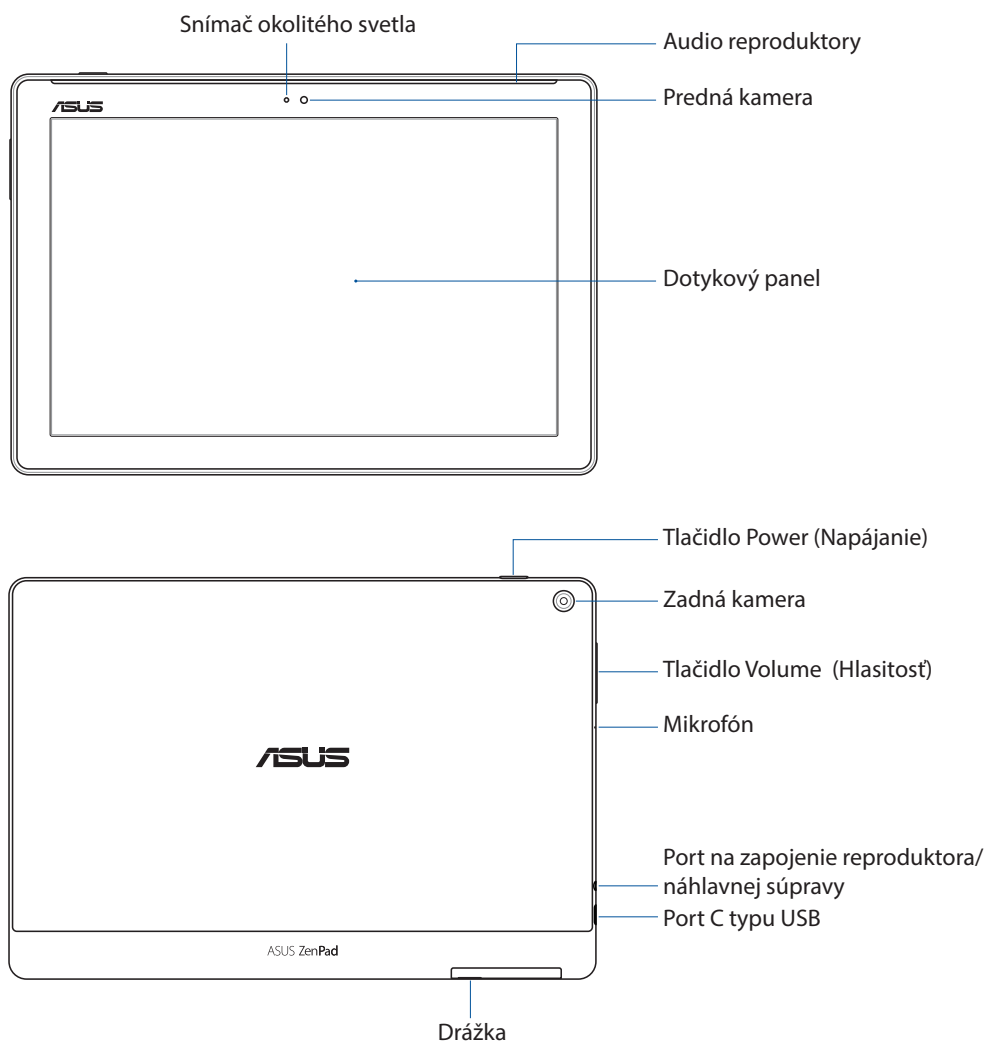 Snímač okolitého svetla
Audio reproduktory
Predná kamera
ASUS
Dotykový panel
Tlačidlo Power (Napájanie)
Zadná kamera
Tlačidlo Volume  (Hlasitosť)
Mikrofón
ASUS
Port na zapojenie reproduktora/
náhlavnej súpravy
Port C typu USB
ASUS ZenPad
Drážka